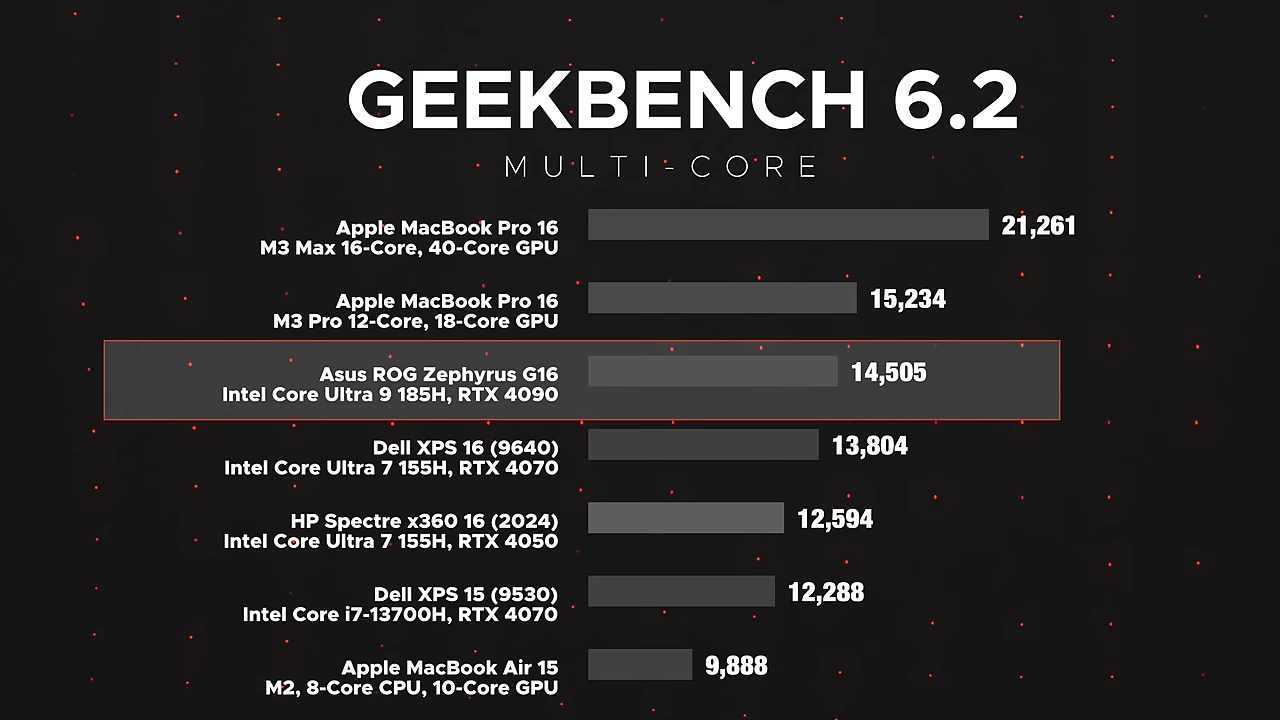 GEEKBENCH 6.2
MULTI-CORE
Apple MacBook Pro 16
M3 Max 16-Core, 40-Core GPU
21,261
Apple MacBook Pro 16
M3 Pro 12-Core, 18-Core GPU
15,234
Asus ROG Zephyrus G16
Intel Core Ultra 9 185H, RTX 4090
14,505
Dell XPS 16 (9640)
Intel Core Ultra 7 155H, RTX 4070
13,804
HP Spectre x360 16 (2024)
Intel Core Ultra 7 155H, RTX 4050
12,594
Dell XPS 15 (9530)
Intel Core i7-13700H, RTX 4070
12,288
Apple MacBook Air 15
M2, 8-Core CPU, 10-Core GPU
9,888